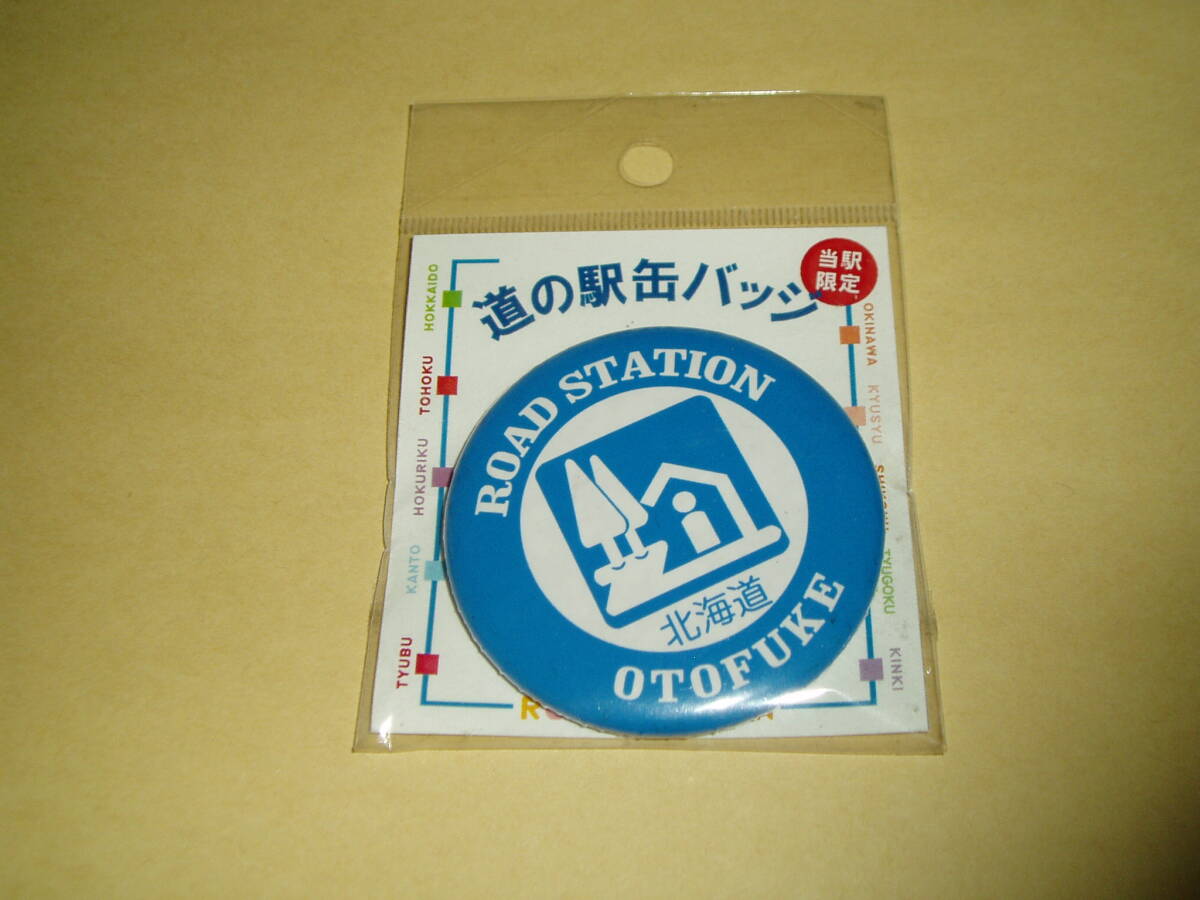 道の駅缶バッジ
当駅
限定
HOKKAIDO
TOHOKU
HOKURIKU
KANTO
TYUBU
OKINAWA
KYUSYU
TYUGOKU
KINKI
ROAD STATION
北海道
OTOFUKE